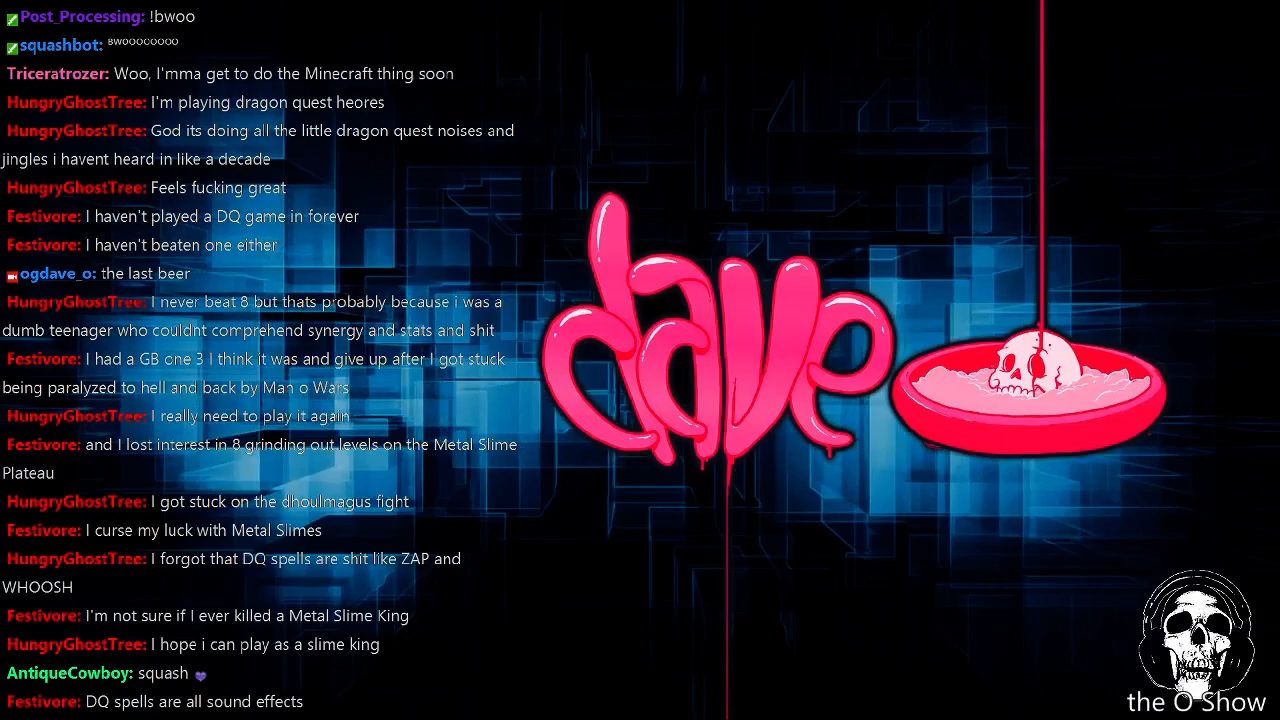 Post_Processing: !bwoo
squashbot: ᴮᵂᴼᴼᴼᴼᴼᴼᴼᴼ
Triceratrozer: Woo, I'mma get to do the Minecraft thing soon
HungryGhostTree: I'm playing dragon quest heores
HungryGhostTree: God its doing all the little dragon quest noises and
jingles i havent heard in like a decade
HungryGhostTree: Feels fucking great
Festivore: I haven't played a DQ game in forever
Festivore: I haven't beaten one either
ogdave_o: the last beer
HungryGhostTree: I never beat 8 but thats probably because i was a
dumb teenager who couldnt comprehend synergy and stats and shit
Festivore: I had a GB one 3 I think it was and give up after I got stuck
being paralyzed to hell and back by Man o Wars
HungryGhostTree: I really need to play it again
Festivore: and I lost interest in 8 grinding out levels on the Metal Slime
Plateau
HungryGhostTree: I got stuck on the dhoulmagus fight
Festivore: I curse my luck with Metal Slimes
HungryGhostTree: I forgot that DQ spells are shit like ZAP and
WHOOSH
Festivore: I'm not sure if I ever killed a Metal Slime King
HungryGhostTree: I hope i can play as a slime king
AntiqueCowboy: squash
Festivore: DQ spells are all sound effects
dave
the O Show